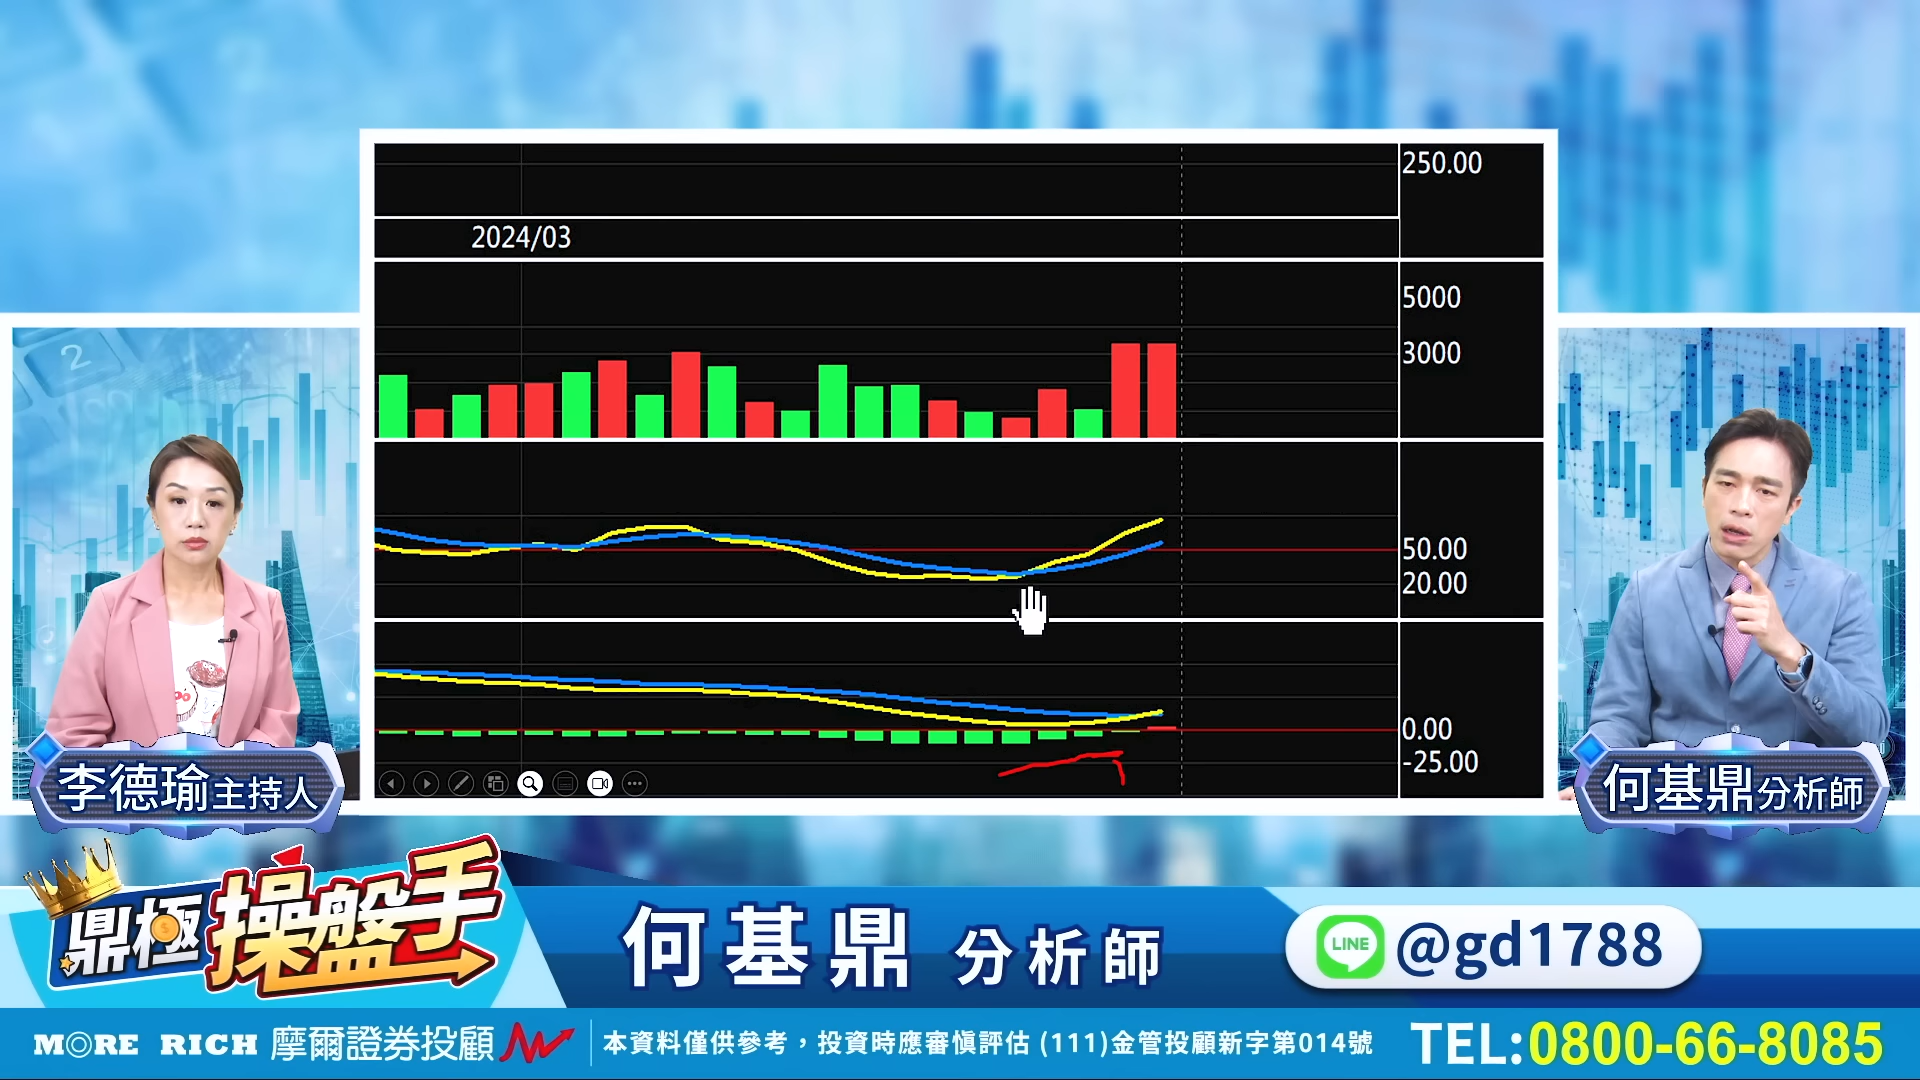 250.00
2024/03
5000
3000
50.00
20.00
0.00
-25.00
李德瑜主持人
何基鼎分析師
鼎極操盤手
何基鼎 分析師
LINE @gd1788
MORE RICH 摩爾證券投顧
本資料僅供參考，投資時應審慎評估 (111)金管投顧新字第014號
TEL:0800-66-8085